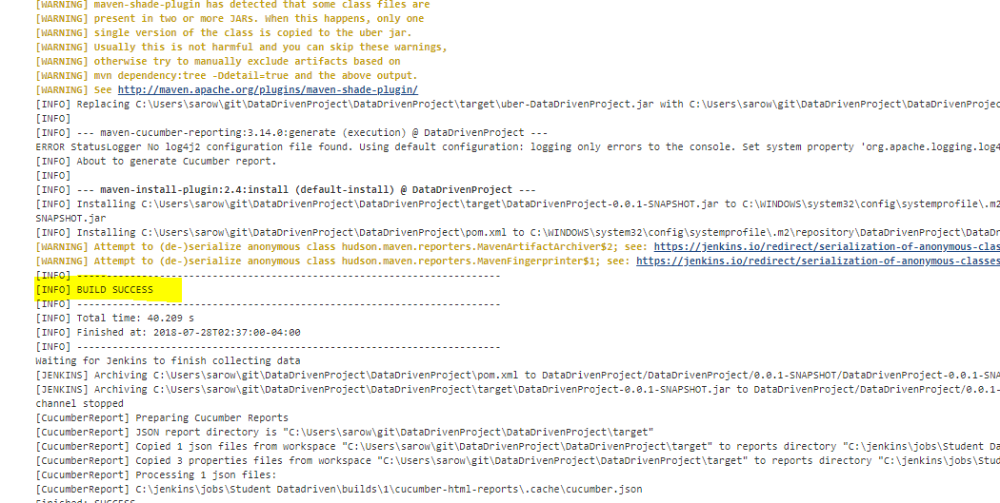 [WARNING] maven-shade-plugin has detected that some class files are
[WARNING] present in two or more JARs. When this happens, only one
[WARNING] single version of the class is copied to the uber jar.
[WARNING] Usually this is not harmful and you can skip these warnings,
[WARNING] otherwise try to manually exclude artifacts based on
[WARNING] mvn dependency:tree -Ddetail=true and the above output.
[WARNING] See http://maven.apache.org/plugins/maven-shade-plugin/
[INFO] Replacing C:\Users\sarow\git\DataDrivenProject\DataDrivenProject\target\uber-DataDrivenProject.jar with C:\Users\sarow\git\DataDrivenProject\DataDrivenProjec
[INFO]
[INFO] --- maven-cucumber-reporting:3.14.0:generate (execution) @ DataDrivenProject ---
ERROR StatusLogger No log4j2 configuration file found. Using default configuration: logging only errors to the console. Set system property 'org.apache.logging.log4
[INFO] About to generate Cucumber report.
[INFO]
[INFO] --- maven-install-plugin:2.4:install (default-install) @ DataDrivenProject ---
[INFO] Installing C:\Users\sarow\git\DataDrivenProject\DataDrivenProject\target\DataDrivenProject-0.0.1-SNAPSHOT.jar to C:\WINDOWS\system32\config\systemprofile\.m2
SNAPSHOT.jar
[INFO] Installing C:\Users\sarow\git\DataDrivenProject\DataDrivenProject\pom.xml to C:\WINDOWS\system32\config\systemprofile\.m2\repository\DataDrivenProject\DataDr
[WARNING] Attempt to (de-)serialize anonymous class hudson.maven.reporters.MavenArtifactArchiver$2; see: https://jenkins.io/redirect/serialization-of-anonymous-clas
[WARNING] Attempt to (de-)serialize anonymous class hudson.maven.reporters.MavenFingerprinter$1; see: https://jenkins.io/redirect/serialization-of-anonymous-classes
[INFO] ------------------------------------------------------------------------
[INFO] BUILD SUCCESS
[INFO] ------------------------------------------------------------------------
[INFO] Total time: 40.209 s
[INFO] Finished at: 2018-07-28T02:37:00-04:00
[INFO] ------------------------------------------------------------------------
Waiting for Jenkins to finish collecting data
[JENKINS] Archiving C:\Users\sarow\git\DataDrivenProject\DataDrivenProject\pom.xml to DataDrivenProject/DataDrivenProject/0.0.1-SNAPSHOT/DataDrivenProject-0.0.1-SNA
[JENKINS] Archiving C:\Users\sarow\git\DataDrivenProject\DataDrivenProject\target\DataDrivenProject-0.0.1-SNAPSHOT.jar to DataDrivenProject/DataDrivenProject/0.0.1-
channel stopped
[CucumberReport] Preparing Cucumber Reports
[CucumberReport] JSON report directory is "C:\Users\sarow\git\DataDrivenProject\DataDrivenProject\target"
[CucumberReport] Copied 1 json files from workspace "C:\Users\sarow\git\DataDrivenProject\DataDrivenProject\target" to reports directory "C:\jenkins\jobs\Student Da
[CucumberReport] Copied 3 properties files from workspace "C:\Users\sarow\git\DataDrivenProject\DataDrivenProject\target" to reports directory "C:\jenkins\jobs\Stud
[CucumberReport] Processing 1 json files:
[CucumberReport] C:\jenkins\jobs\Student Datadriven\builds\1\cucumber-html-reports\.cache\cucumber.json
Finished: SUCCESS